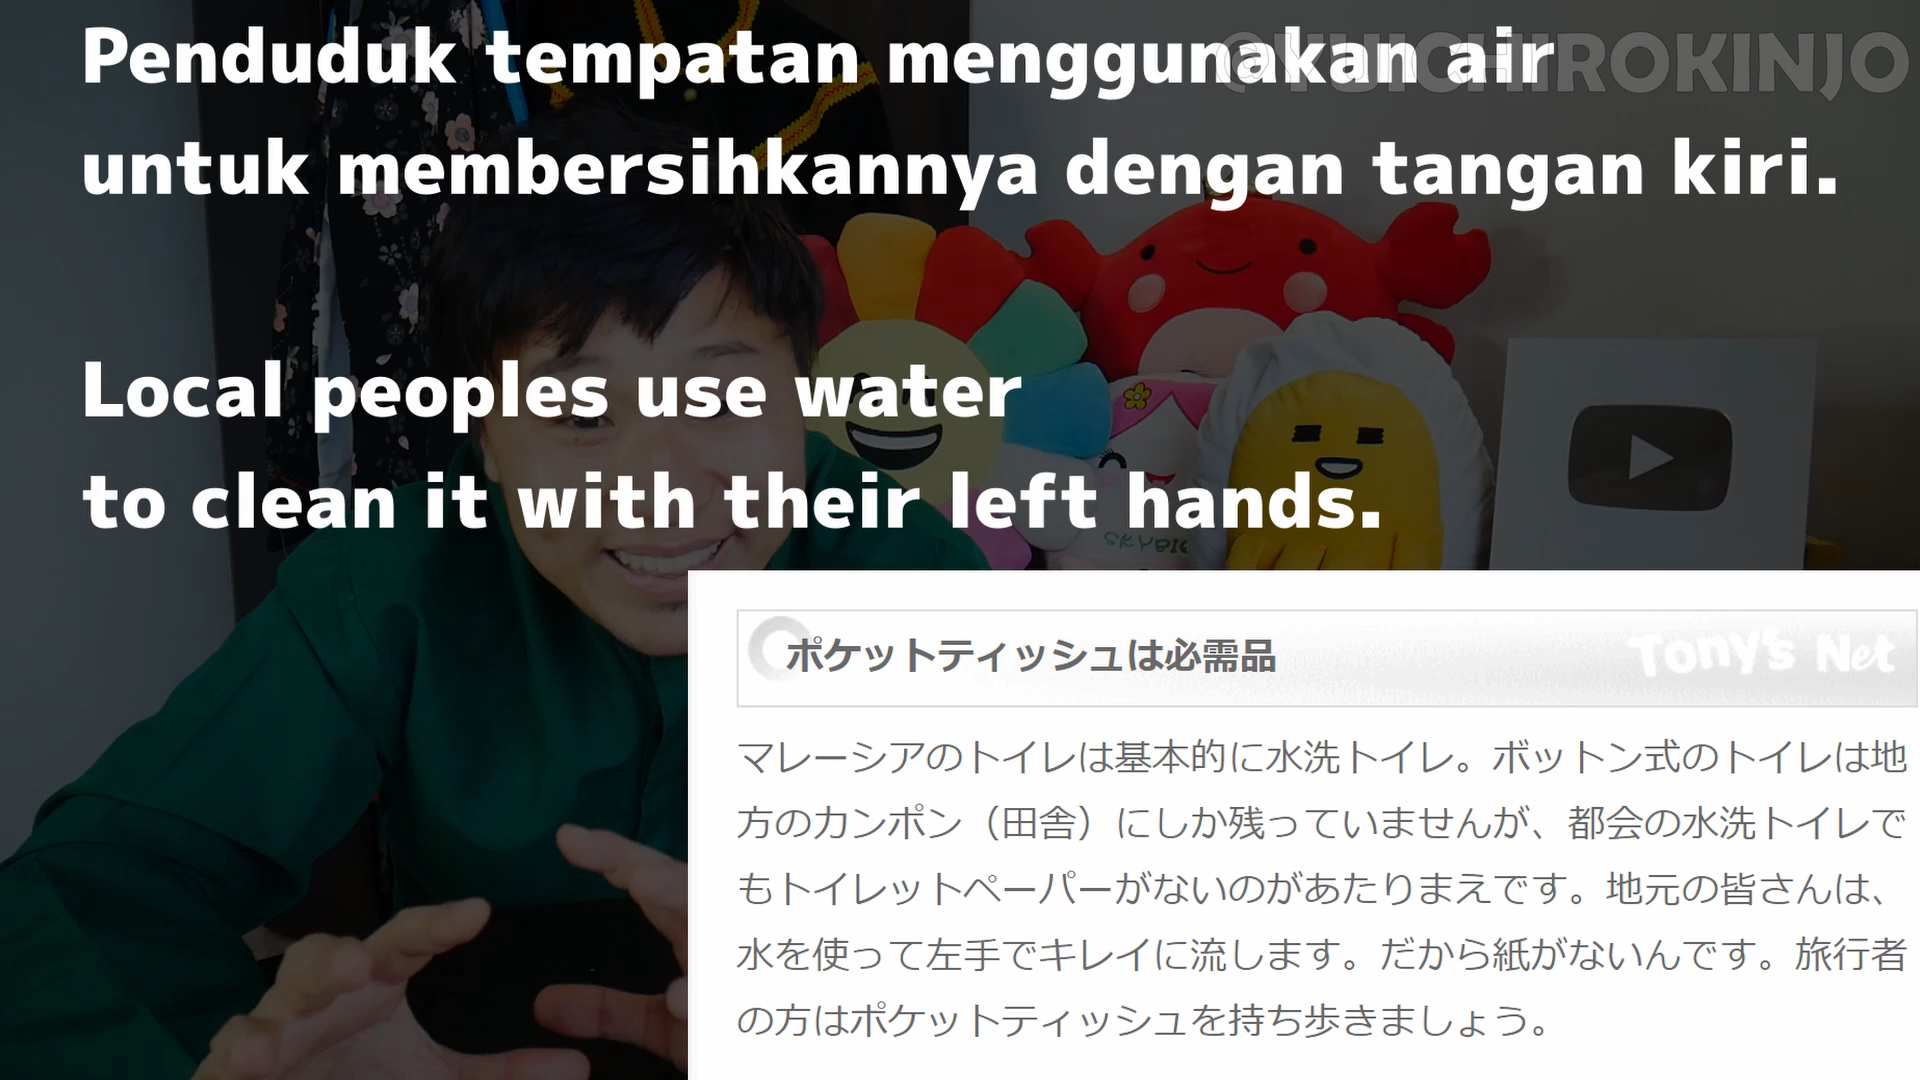 Penduduk tempatan menggunakan air
@YUICHIROKINJO
untuk membersihkannya dengan tangan kiri.
Local peoples use water
to clean it with their left hands.
SKYBIG
ポケットティッシュは必需品
Tony's Net
マレーシアのトイレは基本的に水洗トイレ。ボットン式のトイレは地
方のカンポン（田舎）にしか残っていませんが、都会の水洗トイレで
もトイレットペーパーがないのがあたりまえです。地元の皆さんは、
水を使って左手でキレイに流します。だから紙がないんです。旅行者
の方はポケットティッシュを持ち歩きましょう。